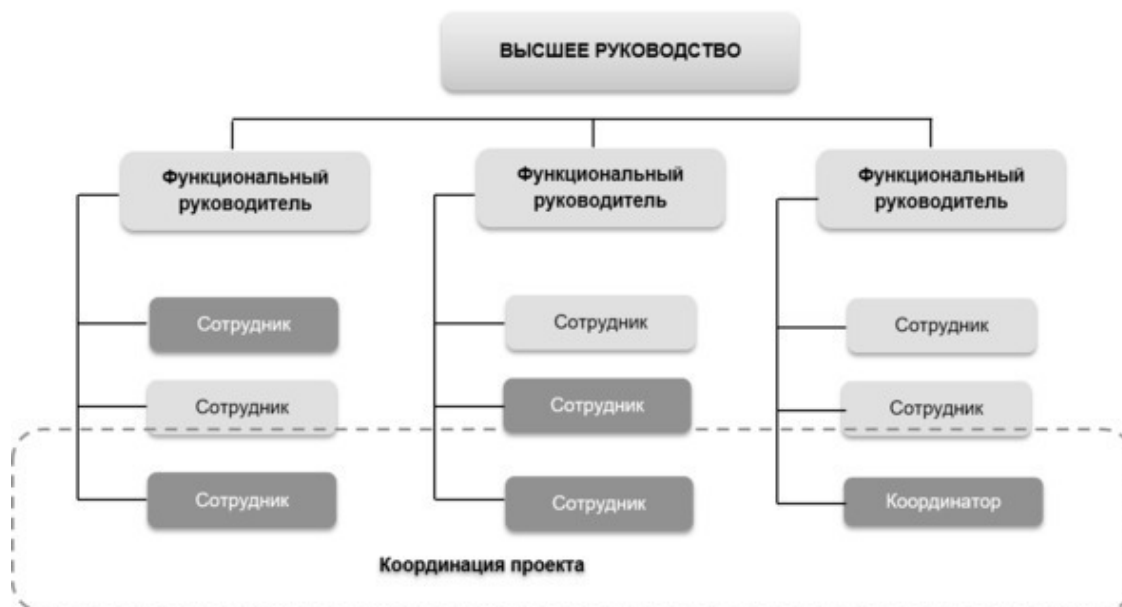 ВЫСШЕЕ РУКОВОДСТВО
Функциональный
руководитель
Функциональный
руководитель
Функциональный
руководитель
Сотрудник
Сотрудник
Сотрудник
Сотрудник
Сотрудник
Сотрудник
Сотрудник
Сотрудник
Координатор
Координация проекта